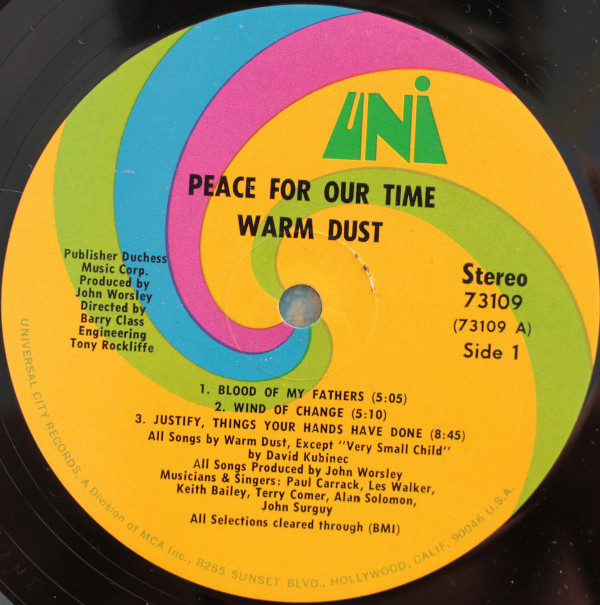 UNI
PEACE FOR OUR TIME
WARM DUST
Publisher Duchess
Music Corp.
Produced by
John Worsley
Directed by
Barry Class
Engineering
Tony Rockliffe
Stereo
73109
(73109 A)
Side 1
1. BLOOD OF MY FATHERS (5:05)
2. WIND OF CHANGE (5:10)
3. JUSTIFY, THINGS YOUR HANDS HAVE DONE (8:45)
All Songs by Warm Dust, Except "Very Small Child"
by David Kubinec
All Songs Produced by John Worsley
Musicians & Singers: Paul Carrack, Les Walker,
Keith Bailey, Terry Comer, Alan Solomon,
John Surguy
All Selections cleared through (BMI)
UNIVERSAL CITY RECORDS, A Division of MCA Inc., 8255 SUNSET BLVD., HOLLYWOOD, CALIF. 90046 U.S.A.